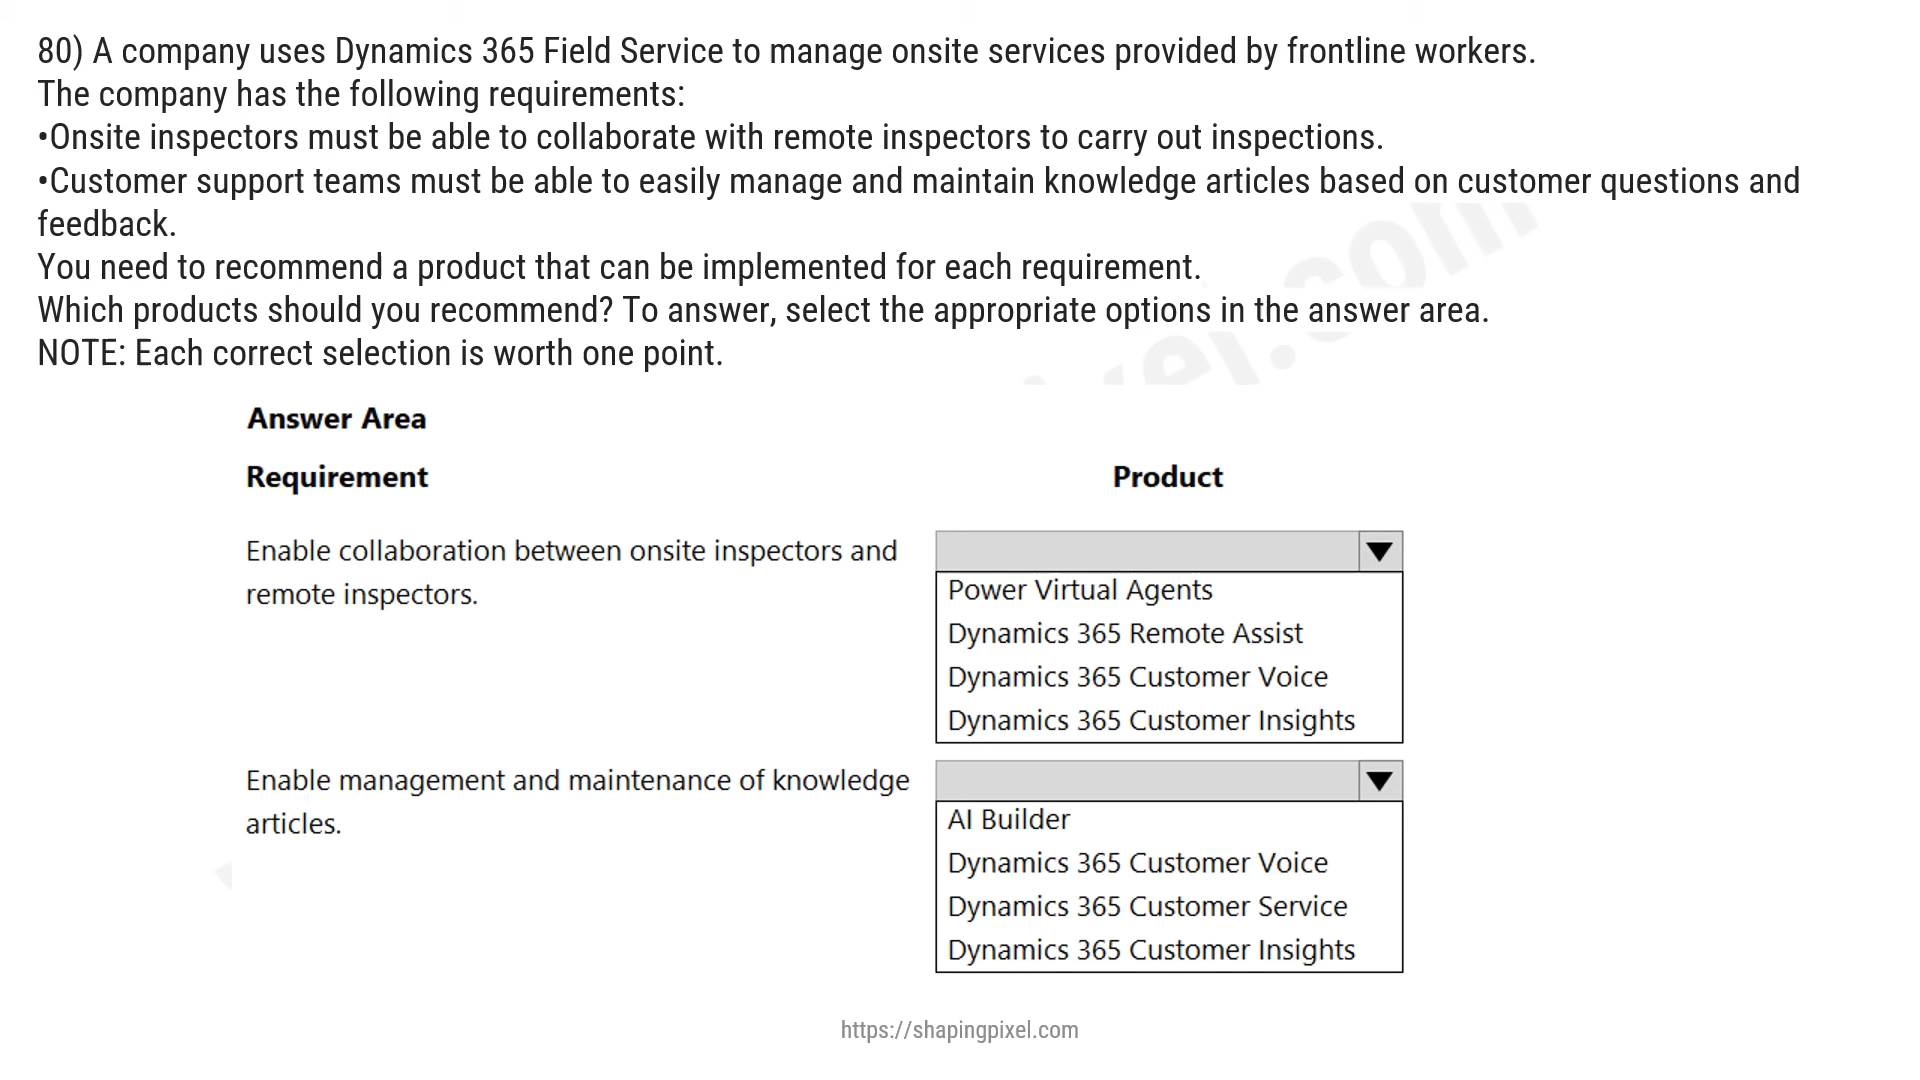 80) A company uses Dynamics 365 Field Service to manage onsite services provided by frontline workers.
The company has the following requirements:
•Onsite inspectors must be able to collaborate with remote inspectors to carry out inspections.
•Customer support teams must be able to easily manage and maintain knowledge articles based on customer questions and
feedback.
You need to recommend a product that can be implemented for each requirement.
Which products should you recommend? To answer, select the appropriate options in the answer area.
NOTE: Each correct selection is worth one point.
Answer Area
Requirement Product
Enable collaboration between onsite inspectors and
remote inspectors.
Power Virtual Agents
Dynamics 365 Remote Assist
Dynamics 365 Customer Voice
Dynamics 365 Customer Insights
Enable management and maintenance of knowledge
articles.
AI Builder
Dynamics 365 Customer Voice
Dynamics 365 Customer Service
Dynamics 365 Customer Insights
https://shapingpixel.com